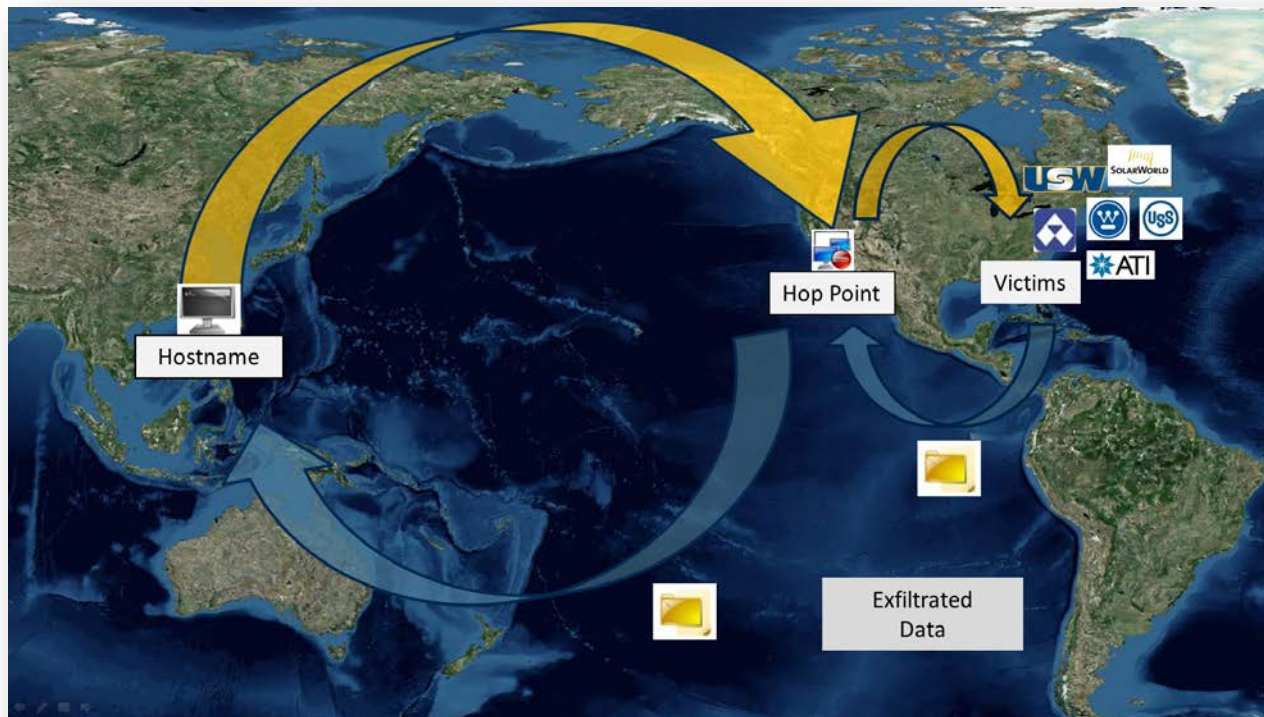 USW
SOLARWORLD
W
USS
ATI
Hop Point
Victims
Hostname
Exfiltrated
Data